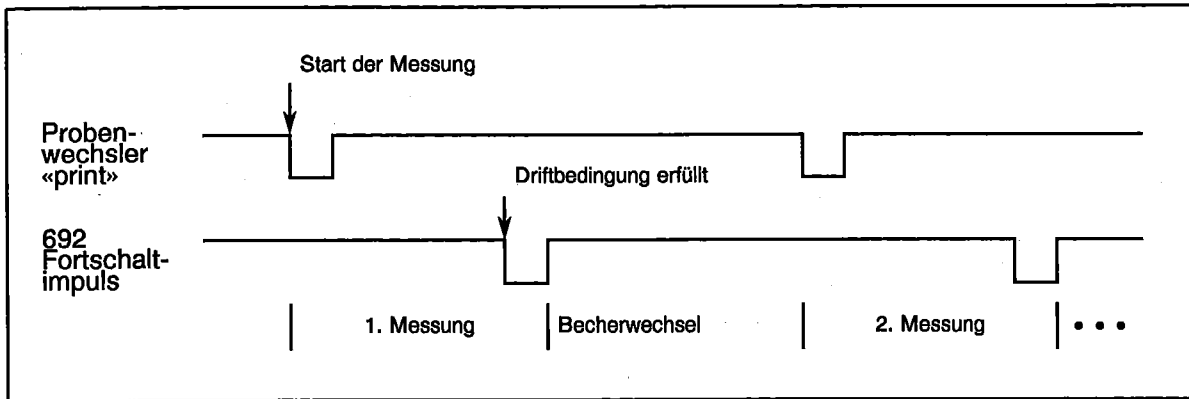 Start der Messung
Proben-
wechsler
«print»
Driftbedingung erfüllt
692
Fortschalt-
impuls
1. Messung
Becherwechsel
2. Messung
• • •